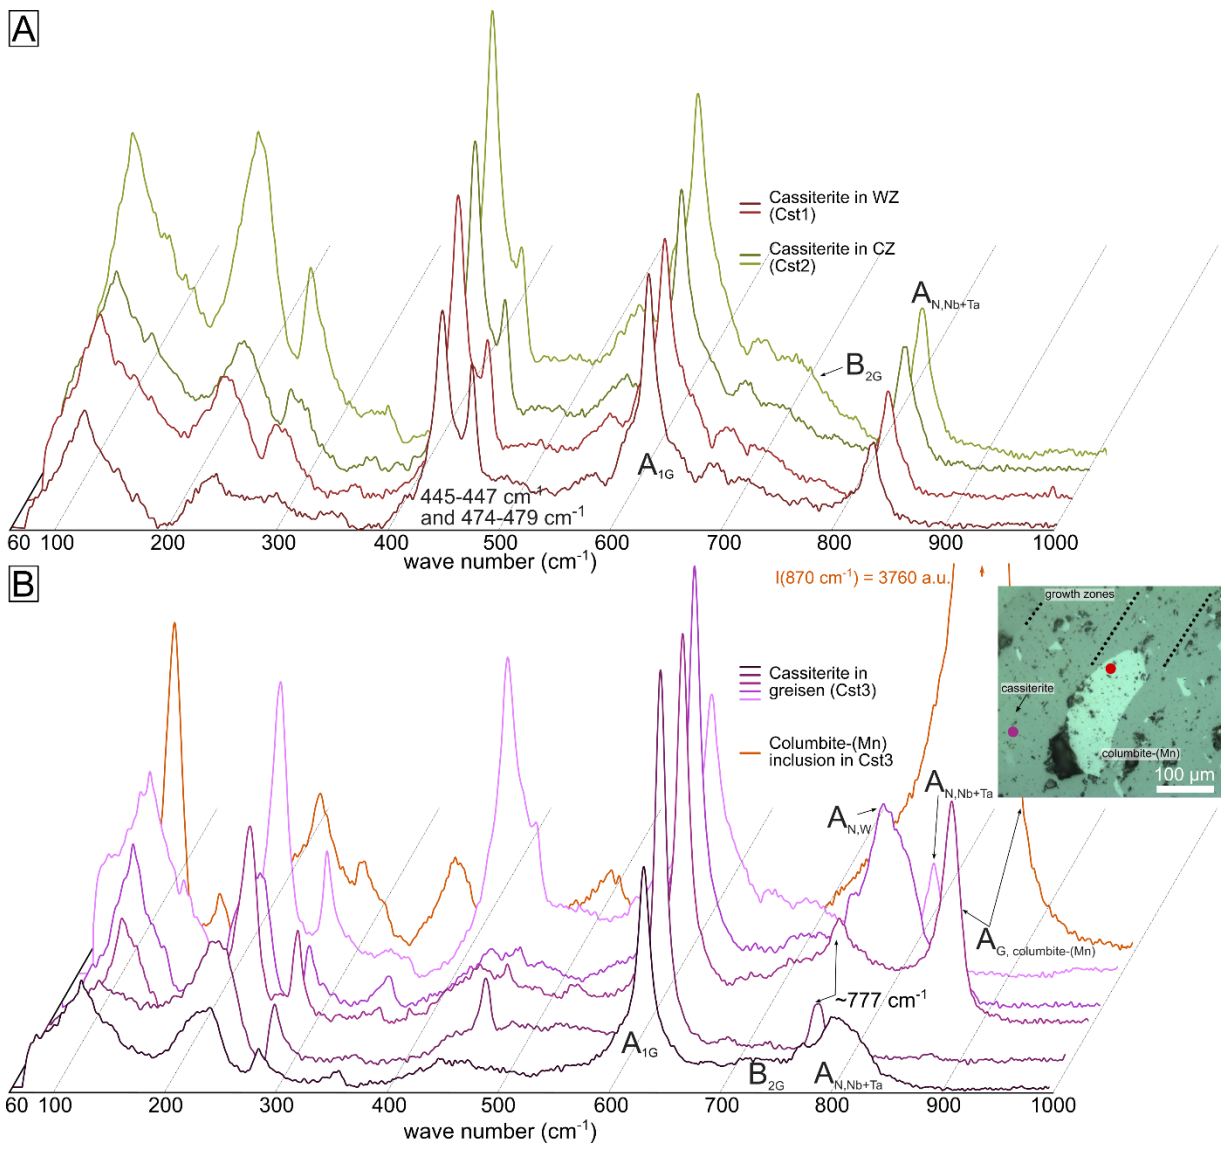 A
Cassiterite in WZ
(Cst1)
Cassiterite in CZ
(Cst2)
A N,Nb+Ta
B 2G
A 1G
445-447 cm-1
and 474-479 cm-1
60 100 200 300 400 500 600 700 800 900 1000
wave number (cm-1)
B
I(870 cm-1) = 3760 a.u.
growth zones
cassiterite
columbite-(Mn)
100 µm
Cassiterite in
greisen (Cst3)
Columbite-(Mn)
inclusion in Cst3
A N,W
A N,Nb+Ta
A G, columbite-(Mn)
~777 cm-1
A 1G
B 2G
A N,Nb+Ta
60 100 200 300 400 500 600 700 800 900 1000
wave number (cm-1)